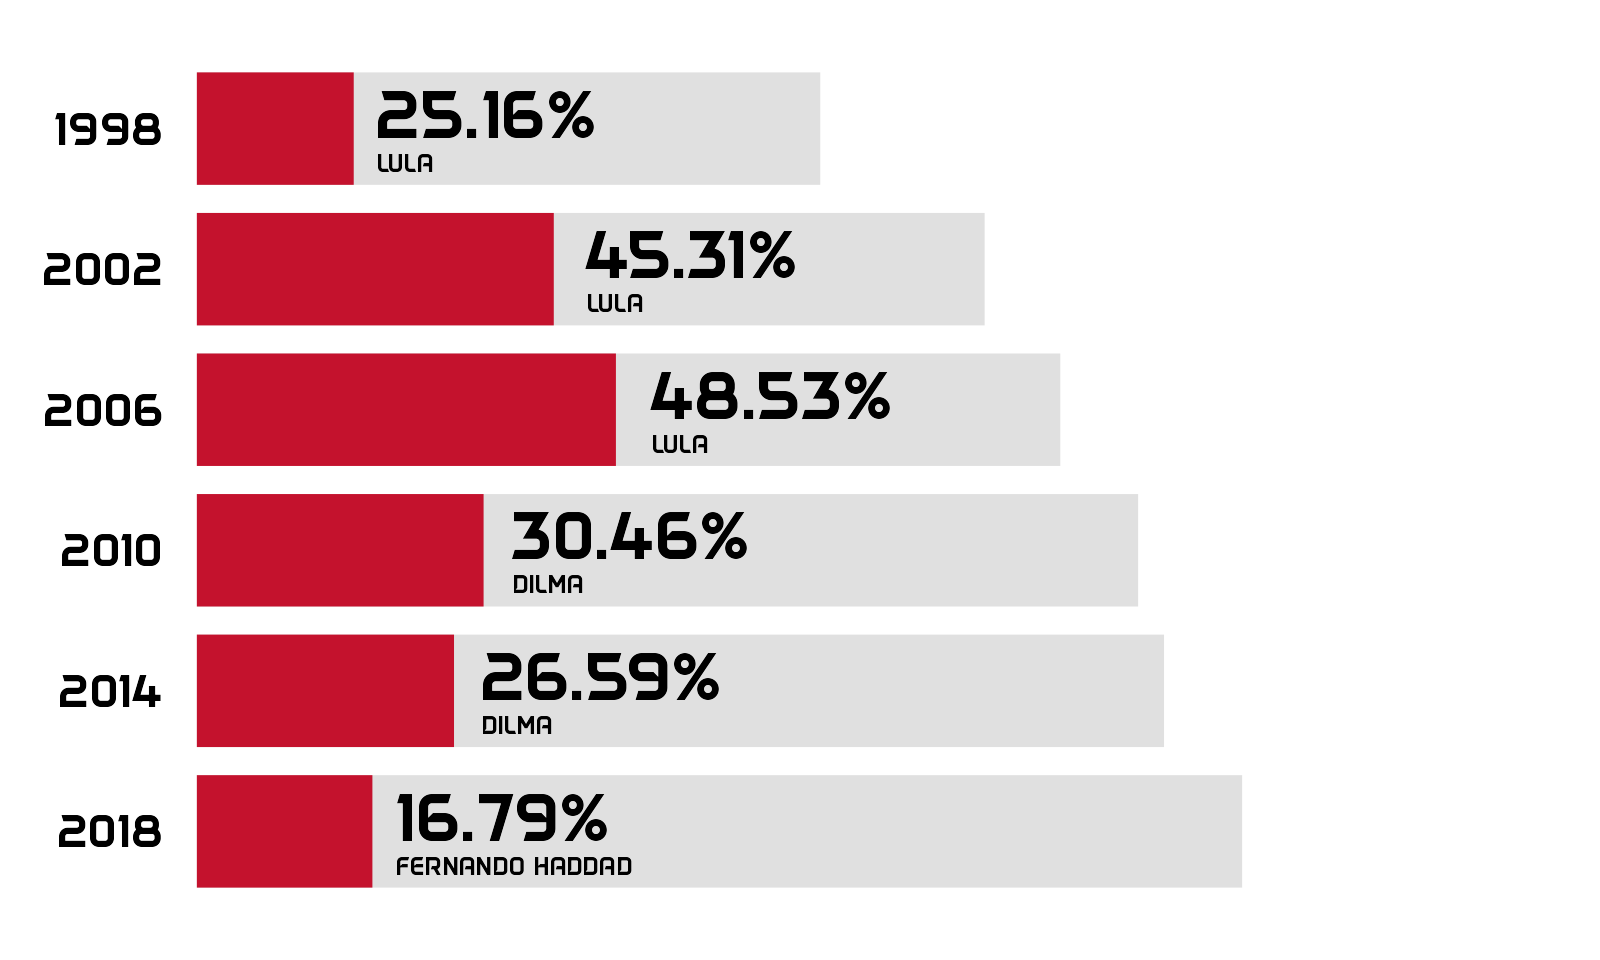 1998
25.16%
LULA
2002
45.31%
LULA
2006
48.53%
LULA
2010
30.46%
DILMA
2014
26.59%
DILMA
2018
16.79%
FERNANDO HADDAD